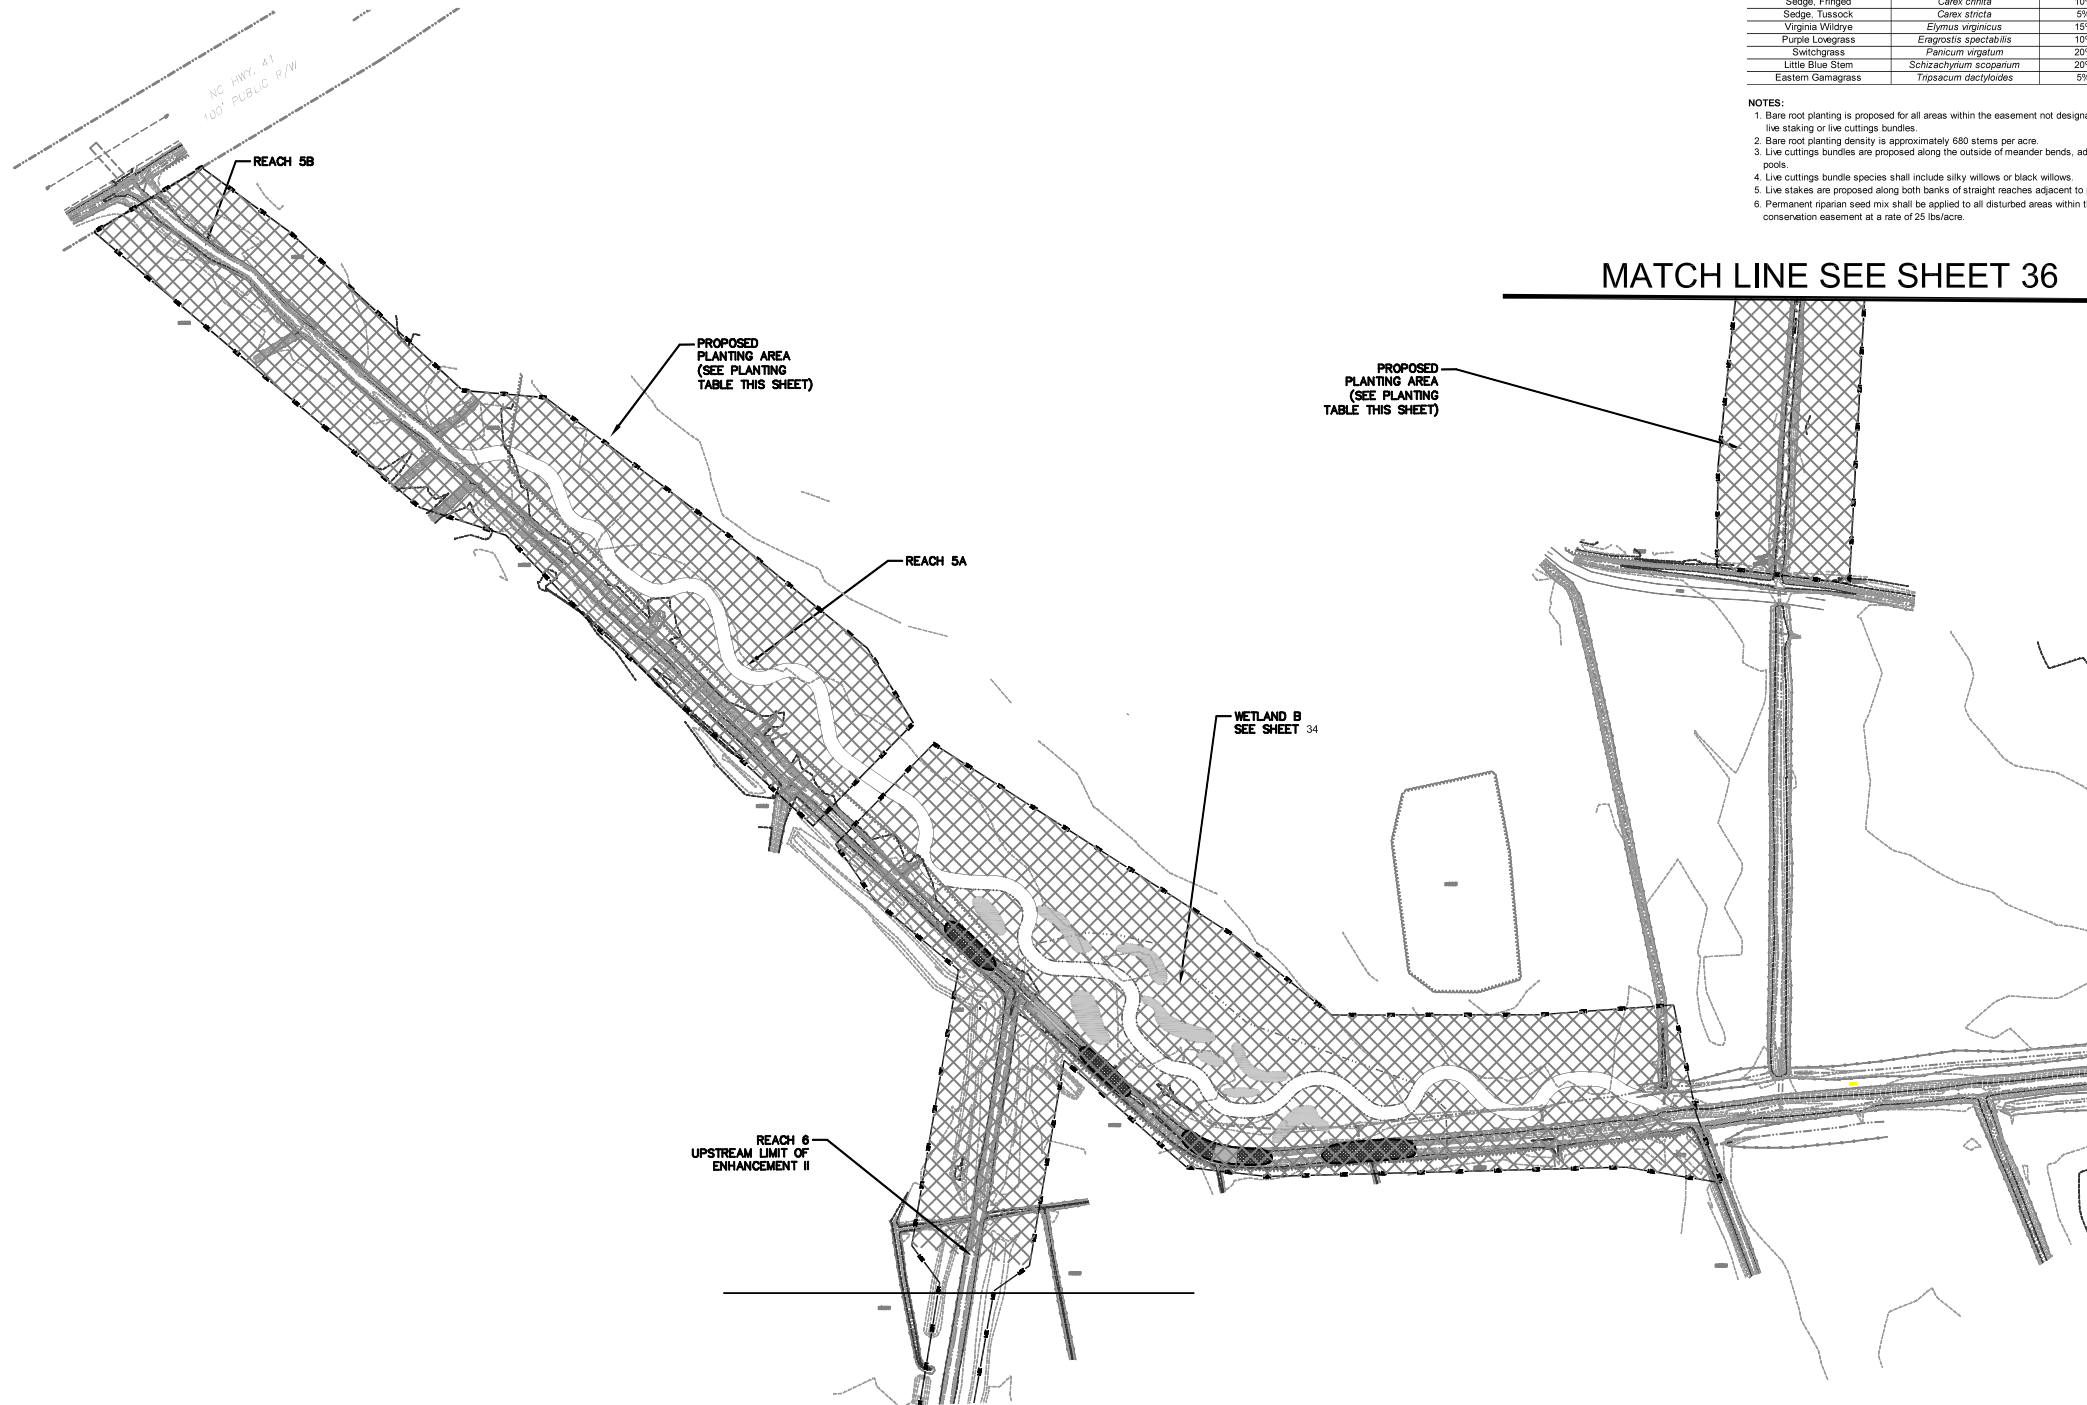 Sedge, Fringed Carex crinita
Sedge, Tussock Carex stricta 5%
Virginia Wildrye Elymus virginicus
Purple Lovegrass Eragrostis spectabilis
Switchgrass Panicum virgatum
Little Blue Stem Schizachyrium scoparium
Eastern Gamagrass Tripsacum dactyloides 5%
NOTES:
1. Bare root planting is proposed for all areas within the easement not designa
live staking or live cuttings bundles.
2. Bare root planting density is approximately 680 stems per acre.
3. Live cuttings bundles are proposed along the outside of meander bends, ad
pools.
4. Live cuttings bundle species shall include silky willows or black willows.
5. Live stakes are proposed along both banks of straight reaches adjacent to
6. Permanent riparian seed mix shall be applied to all disturbed areas within t
conservation easement at a rate of 25 lbs/acre.
NC HWY. 41
100' PUBLIC R/W
REACH 5B
MATCH LINE SEE SHEET 36
PROPOSED
PLANTING AREA
(SEE PLANTING
TABLE THIS SHEET)
PROPOSED
PLANTING AREA
(SEE PLANTING
TABLE THIS SHEET)
REACH 5A
WETLAND B
SEE SHEET 34
REACH 6
UPSTREAM LIMIT OF
ENHANCEMENT II